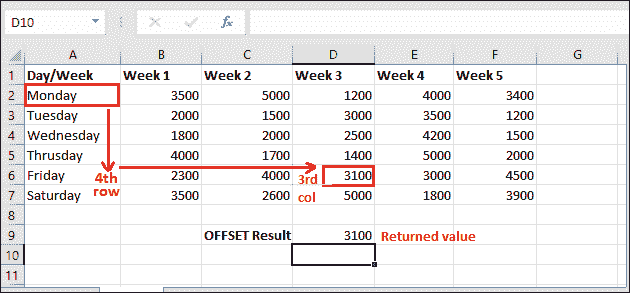 D10 fx
A B C D E F G
1 Day/Week Week 1 Week 2 Week 3 Week 4 Week 5
2 Monday 3500 5000 1200 4000 3400
3 Tuesday 2000 1500 3000 3500 1200
4 Wednesday 1800 2000 2500 4200 1500
5 Thrusday 4000 1700 1400 5000 2000
6 Friday 4th row 2300 4000 3rd col 3100 3000 4500
7 Saturday 3500 2600 5000 1800 3900
8
9 OFFSET Result 3100 Returned value
10
11